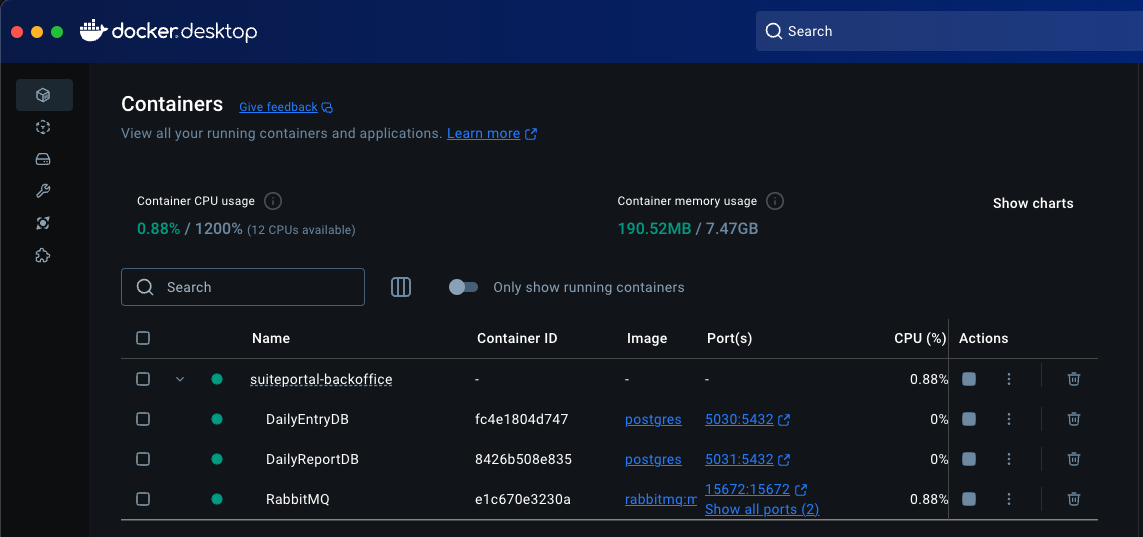 docker.desktop
Search
Containers Give feedback
View all your running containers and applications. Learn more
Container CPU usage
0.88% / 1200% (12 CPUs available)
Container memory usage
190.52MB / 7.47GB
Show charts
Search
Only show running containers
Name Container ID Image Port(s) CPU (%) Actions
suiteportal-backoffice - - - 0.88%
DailyEntryDB fc4e1804d747 postgres 5030:5432 0%
DailyReportDB 8426b508e835 postgres 5031:5432 0%
RabbitMQ e1c670e3230a rabbitmq:m 15672:15672 0.88%
Show all ports (2)